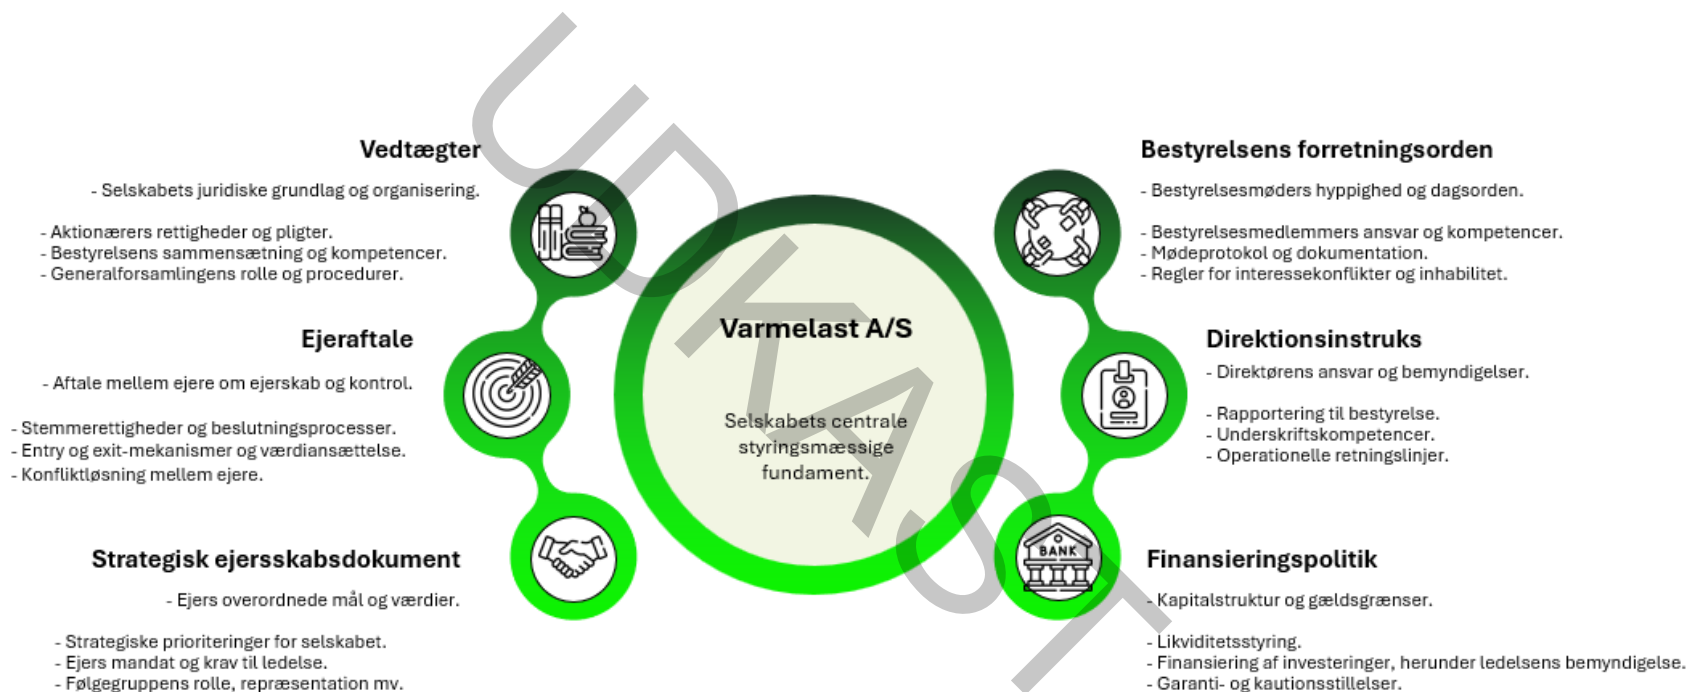 Vedtægter
- Selskabets juridiske grundlag og organisering.
- Aktionærers rettigheder og pligter.
- Bestyrelsens sammensætning og kompetencer.
- Generalforsamlingens rolle og procedurer.
Ejeraftale
- Aftale mellem ejere om ejerskab og kontrol.
- Stemmerettigheder og beslutningsprocesser.
- Entry og exit-mekanismer og værdiansættelse.
- Konfliktløsning mellem ejere.
Strategisk ejersskabsdokument
- Ejers overordnede mål og værdier.
- Strategiske prioriteringer for selskabet.
- Ejers mandat og krav til ledelse.
- Følgegruppens rolle, repræsentation mv.
Varmelast A/S
Selskabets centrale
styringsmæssige
fundament.
Bestyrelsens forretningsorden
- Bestyrelsesmøders hyppighed og dagsorden.
- Bestyrelsesmedlemmers ansvar og kompetencer.
- Mødeprotokol og dokumentation.
- Regler for interessekonflikter og inhabilitet.
Direktionsinstruks
- Direktørens ansvar og bemyndigelser.
- Rapportering til bestyrelse.
- Underskriftskompetencer.
- Operationelle retningslinjer.
BANK
Finansieringspolitik
- Kapitalstruktur og gældsgrænser.
- Likviditetsstyring.
- Finansiering af investeringer, herunder ledelsens bemyndigelse.
- Garanti- og kautionsstillelser.
UDKAST